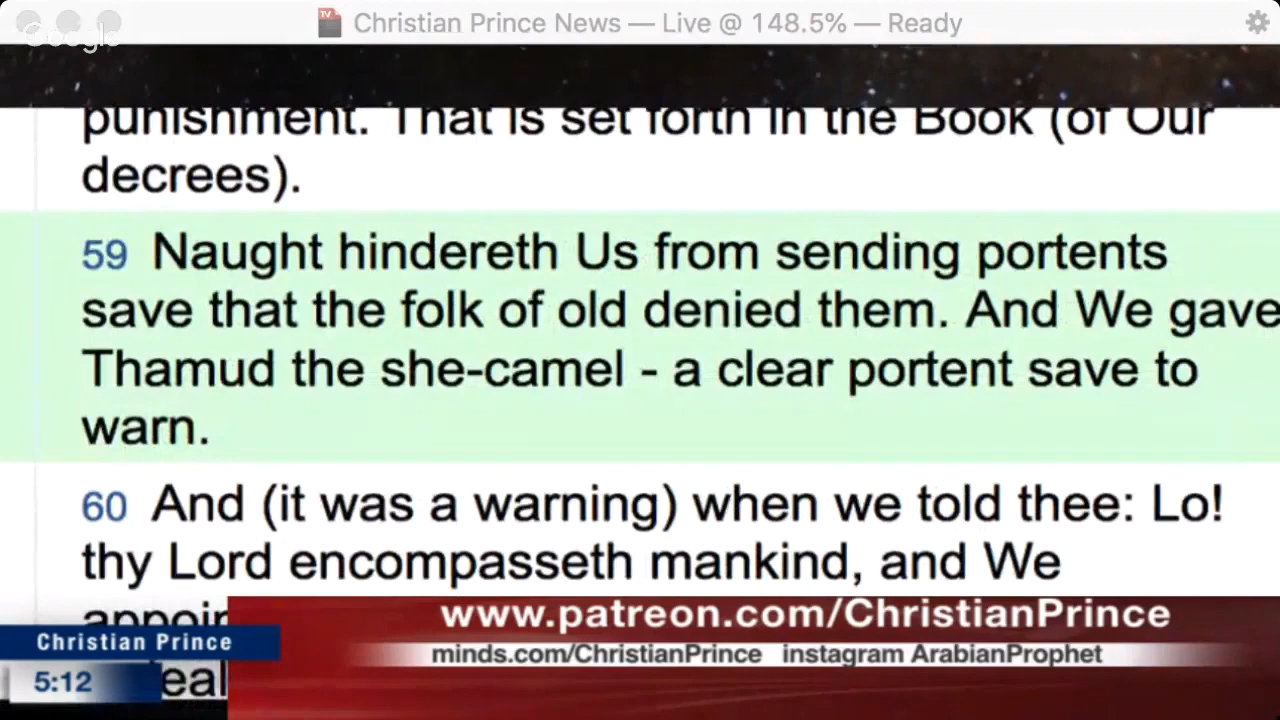 Christian Prince News — Live @ 148.5% — Ready
Google
punishment. That is set forth in the Book (of Our
decrees).
59 Naught hindereth Us from sending portents
save that the folk of old denied them. And We gave
Thamud the she-camel - a clear portent save to
warn.
60 And (it was a warning) when we told thee: Lo!
thy Lord encompasseth mankind, and We
www.patreon.com/ChristianPrince
Christian Prince
minds.com/ChristianPrince instagram ArabianProphet
5:12